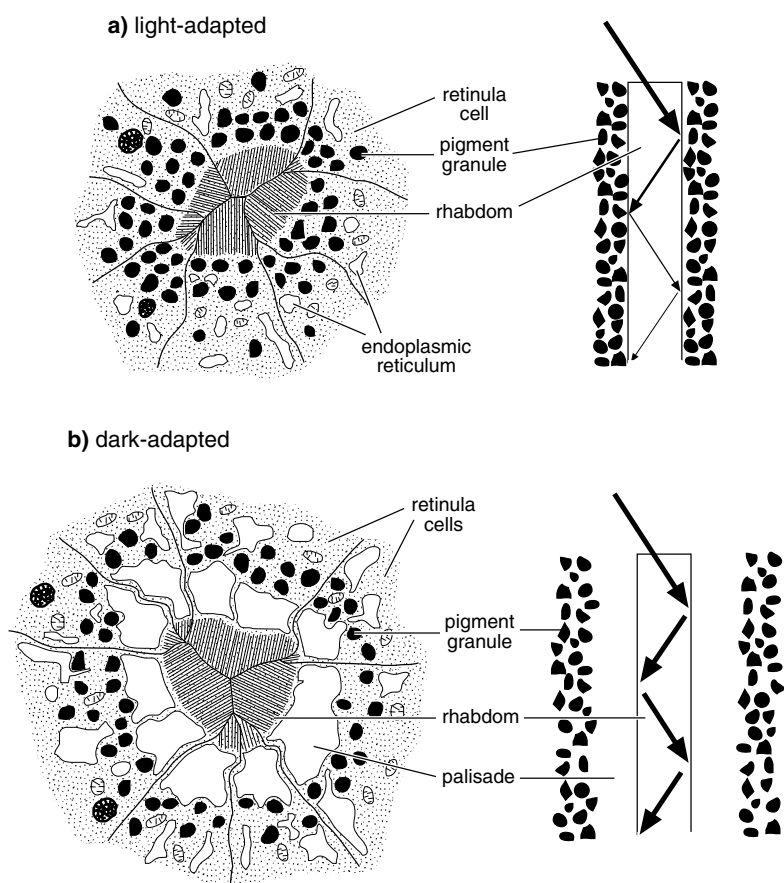 a) light-adapted
retinula
cell
pigment
granule
rhabdom
endoplasmic
reticulum
b) dark-adapted
retinula
cells
pigment
granule
rhabdom
palisade